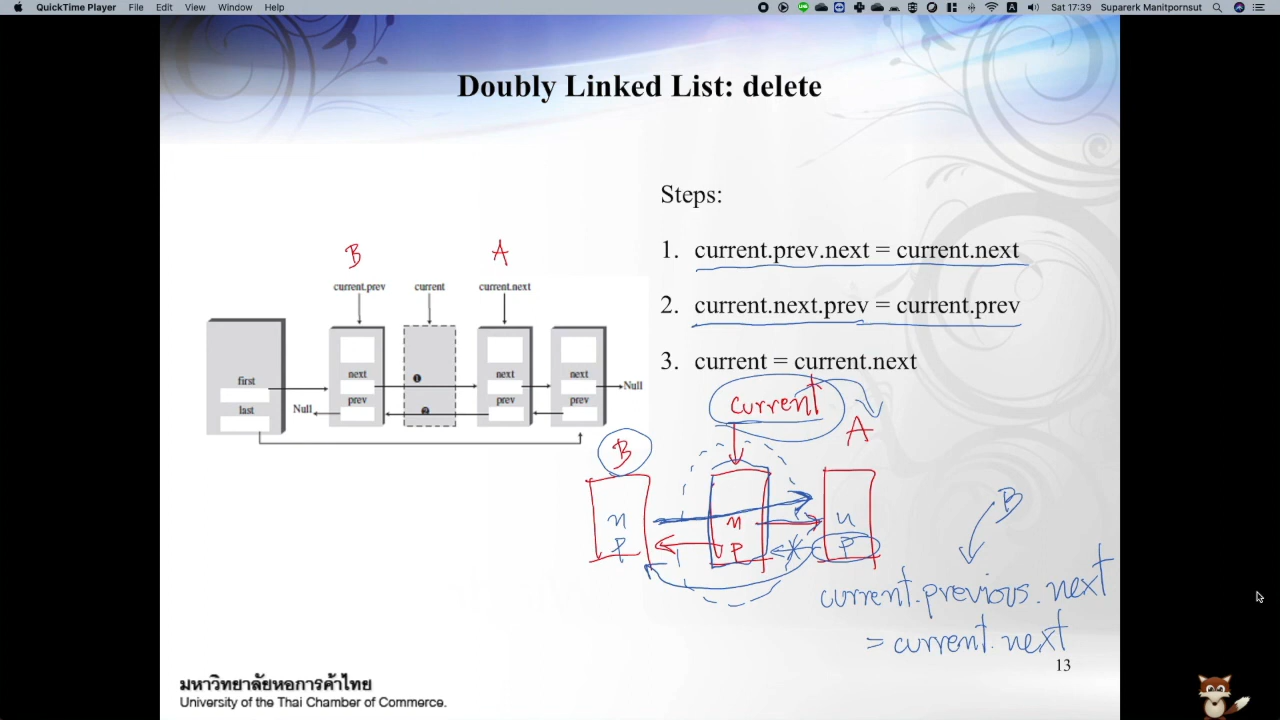 QuickTime Player File Edit View Window Help
Sat 17:39 Suparerk Manitpornsut
Doubly Linked List: delete
Steps:
1. current.prev.next = current.next
2. current.next.prev = current.prev
3. current = current.next
B A
current.prev current current.next
first
last
next next next
prev prev prev
Null
Null
1
2
current
B A
n n n
P P P
B
current.previous.next
= current.next
13
มหาวิทยาลัยหอการค้าไทย
University of the Thai Chamber of Commerce.